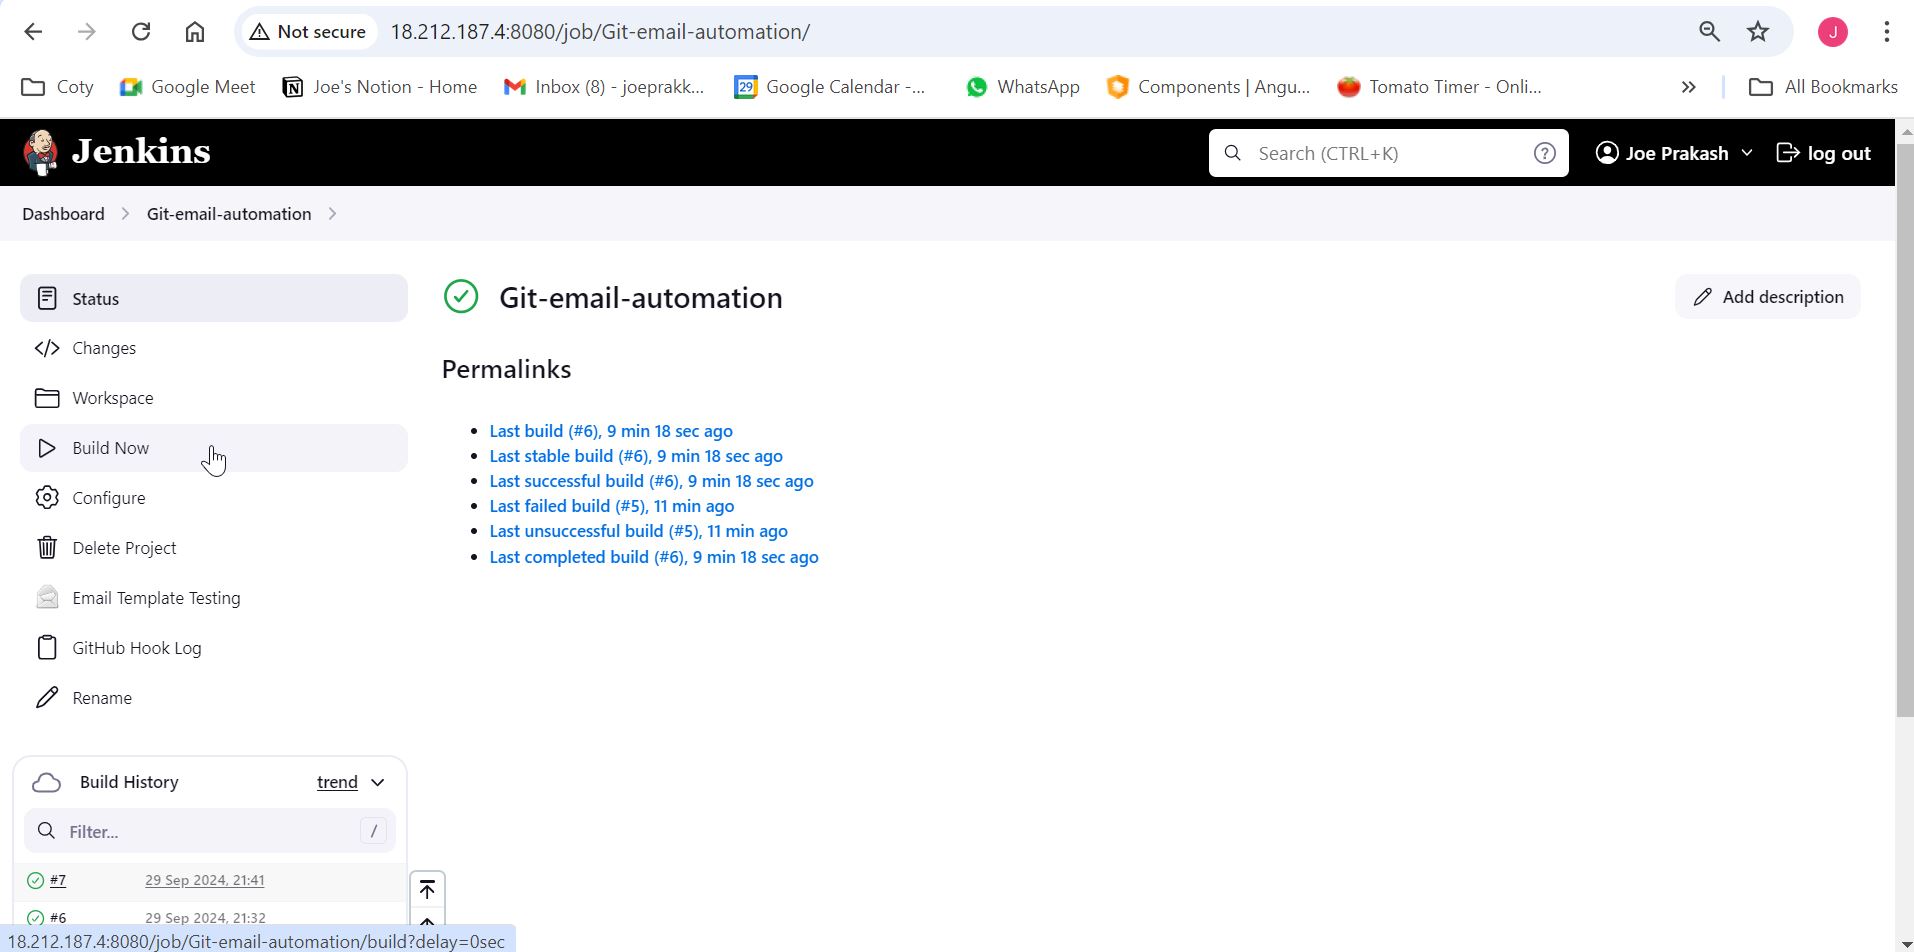 Not secure 18.212.187.4:8080/job/Git-email-automation/ J
Coty Google Meet Joe's Notion - Home Inbox (8) - joeprakk... 29 Google Calendar -... WhatsApp Components | Angu... Tomato Timer - Onli... » All Bookmarks
Jenkins Search (CTRL+K) ? Joe Prakash log out
Dashboard Git-email-automation
Status
Git-email-automation
Add description
Changes
Workspace
Build Now
Configure
Delete Project
Email Template Testing
GitHub Hook Log
Rename
Permalinks
Last build (#6), 9 min 18 sec ago
Last stable build (#6), 9 min 18 sec ago
Last successful build (#6), 9 min 18 sec ago
Last failed build (#5), 11 min ago
Last unsuccessful build (#5), 11 min ago
Last completed build (#6), 9 min 18 sec ago
Build History trend
Filter... /
#7 29 Sep 2024, 21:41
#6 29 Sep 2024, 21:32
18.212.187.4:8080/job/Git-email-automation/build?delay=0sec